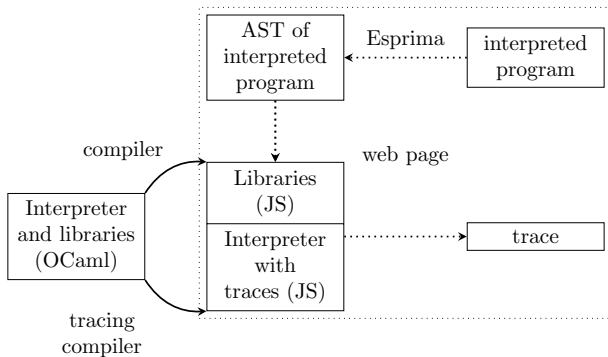 AST of
interpreted
program
Esprima
interpreted
program
compiler
web page
Libraries
(JS)
Interpreter
and libraries
(OCaml)
Interpreter
with
traces (JS)
trace
tracing
compiler